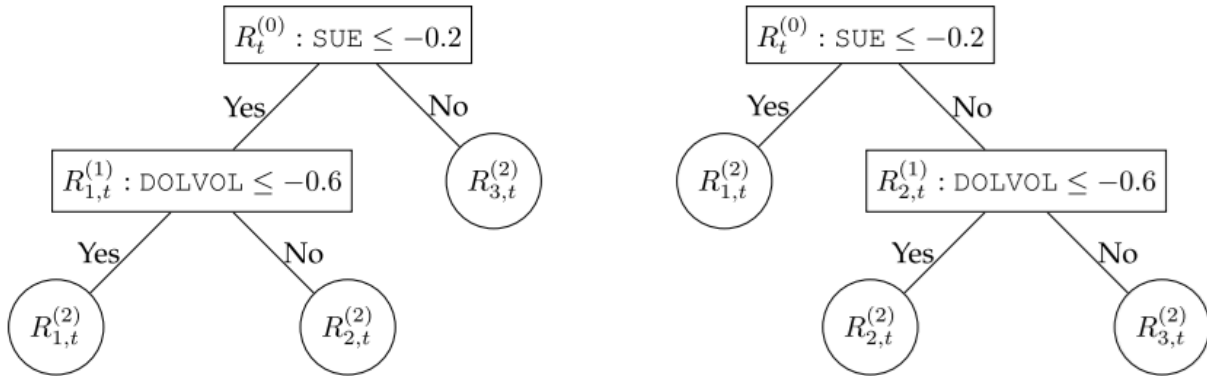 R_t^{(0)} : SUE ≤ −0.2
Yes
No
R_{1,t}^{(1)} : DOLVOL ≤ −0.6
R_{3,t}^{(2)}
Yes
No
R_{1,t}^{(2)}
R_{2,t}^{(2)}
R_t^{(0)} : SUE ≤ −0.2
Yes
No
R_{1,t}^{(2)}
R_{2,t}^{(1)} : DOLVOL ≤ −0.6
Yes
No
R_{2,t}^{(2)}
R_{3,t}^{(2)}